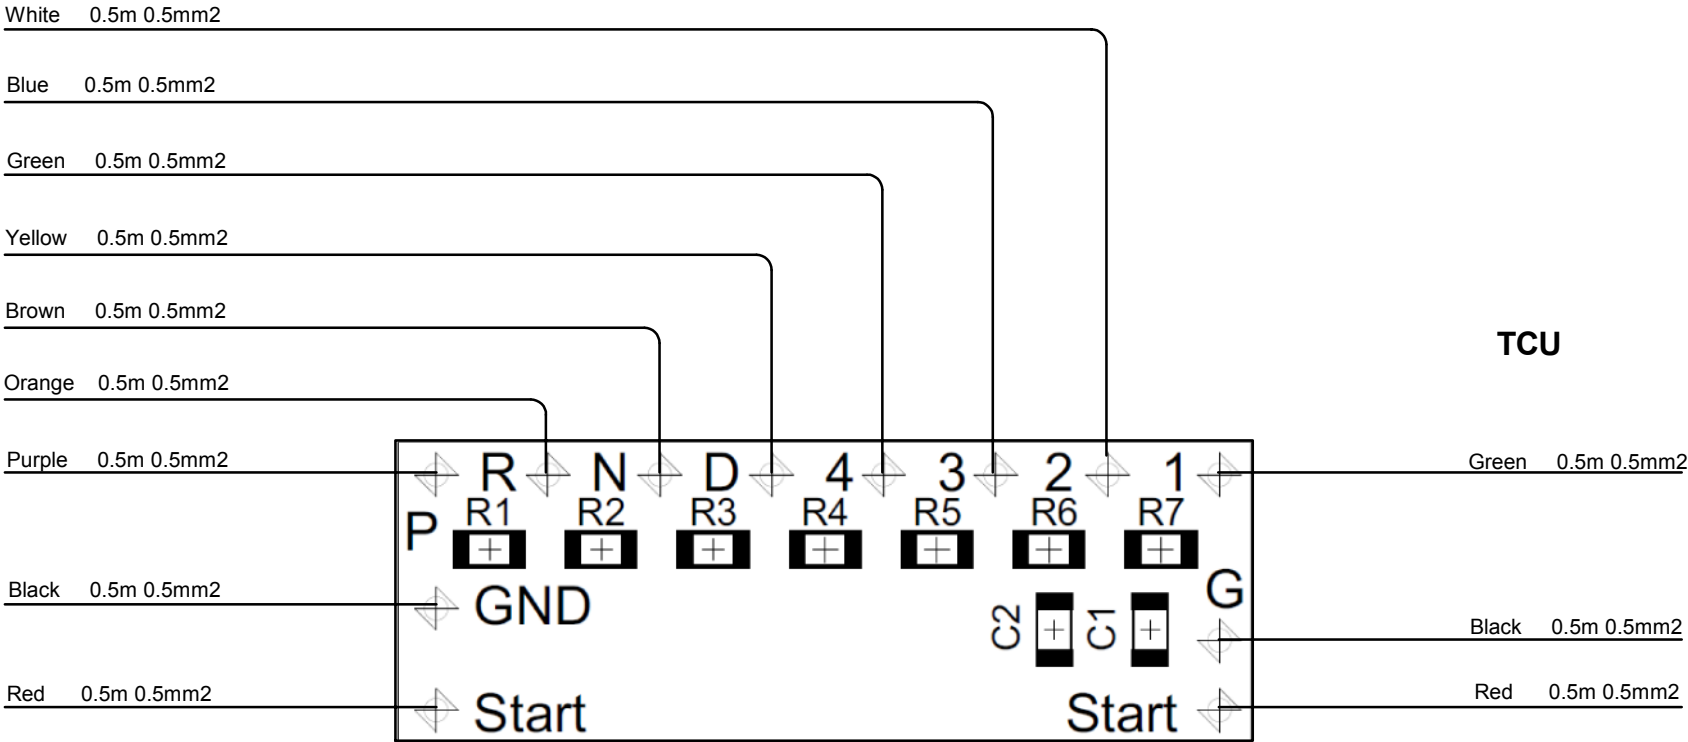 White 0.5m 0.5mm2
Blue 0.5m 0.5mm2
Green 0.5m 0.5mm2
Yellow 0.5m 0.5mm2
Brown 0.5m 0.5mm2
TCU
Orange 0.5m 0.5mm2
Purple 0.5m 0.5mm2
R N D 4 3 2 1
Green 0.5m 0.5mm2
P
R1 R2 R3 R4 R5 R6 R7
Black 0.5m 0.5mm2
GND
G
C2 C1
Black 0.5m 0.5mm2
Red 0.5m 0.5mm2
Start
Start
Red 0.5m 0.5mm2